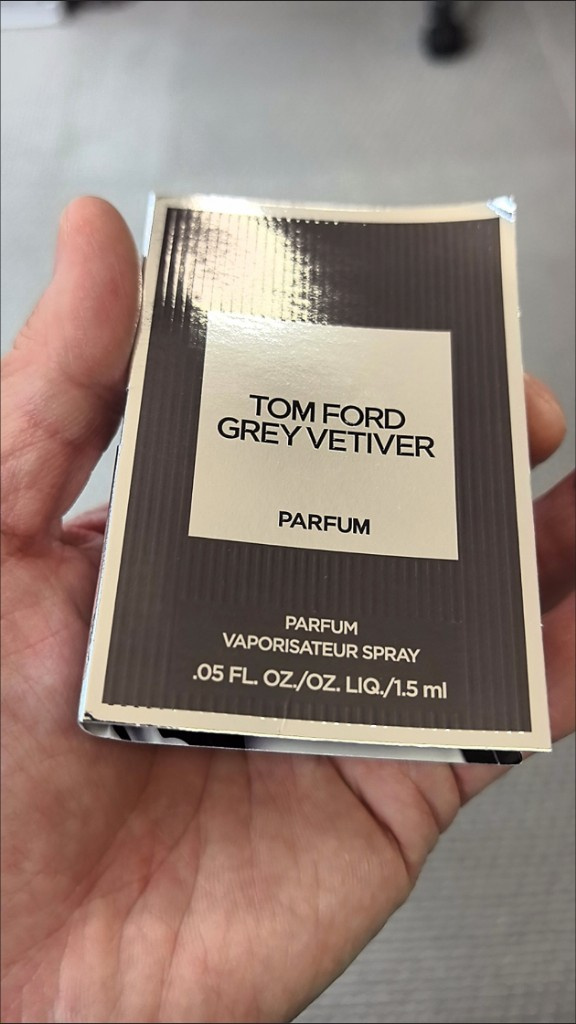 TOM FORD
GREY VETIVER
PARFUM
PARFUM
VAPORISATEUR SPRAY
.05 FL. OZ./OZ. LIQ./1.5 ml